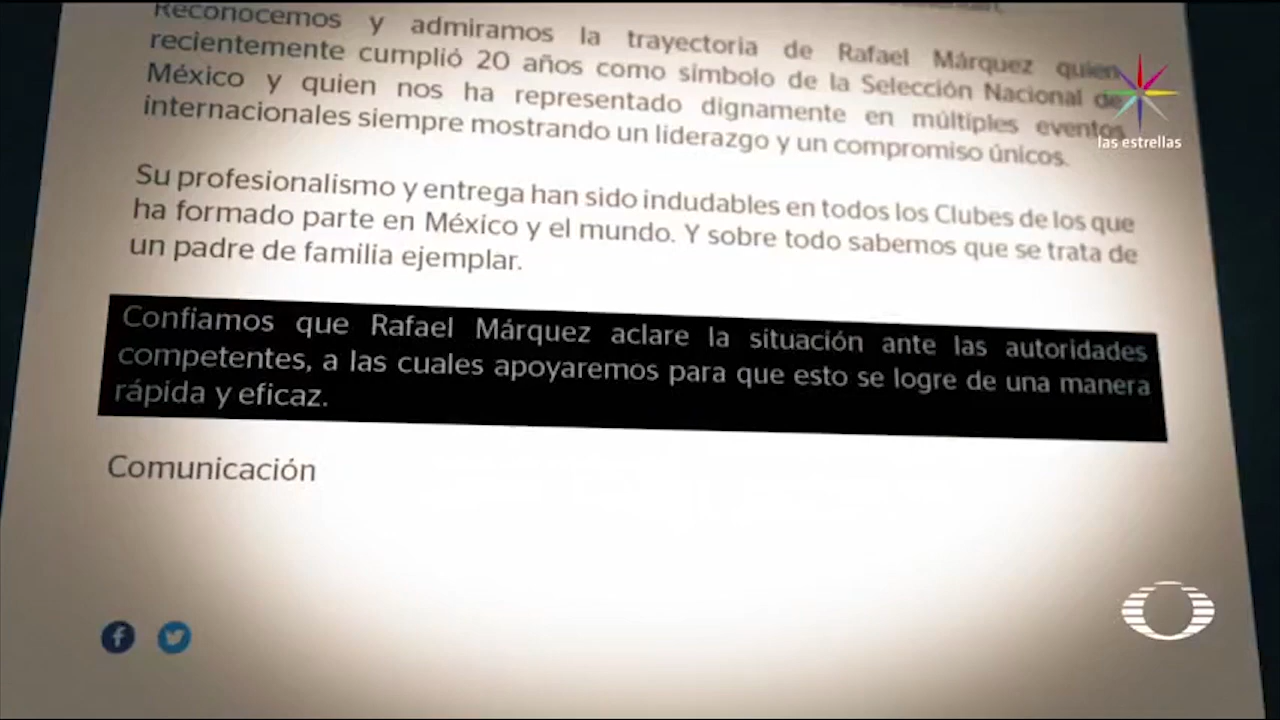 Reconocemos y admiramos la trayectoria de Rafael Márquez quien
recientemente cumplió 20 años como símbolo de la Selección Nacional de
México y quien nos ha representado dignamente en múltiples eventos
internacionales siempre mostrando un liderazgo y un compromiso únicos.
las estrellas
Su profesionalismo y entrega han sido indudables en todos los Clubes de los que
ha formado parte en México y el mundo. Y sobre todo sabemos que se trata de
un padre de familia ejemplar.
Confiamos que Rafael Márquez aclare la situación ante las autoridades
competentes, a las cuales apoyaremos para que esto se logre de una manera
rápida y eficaz.
Comunicación